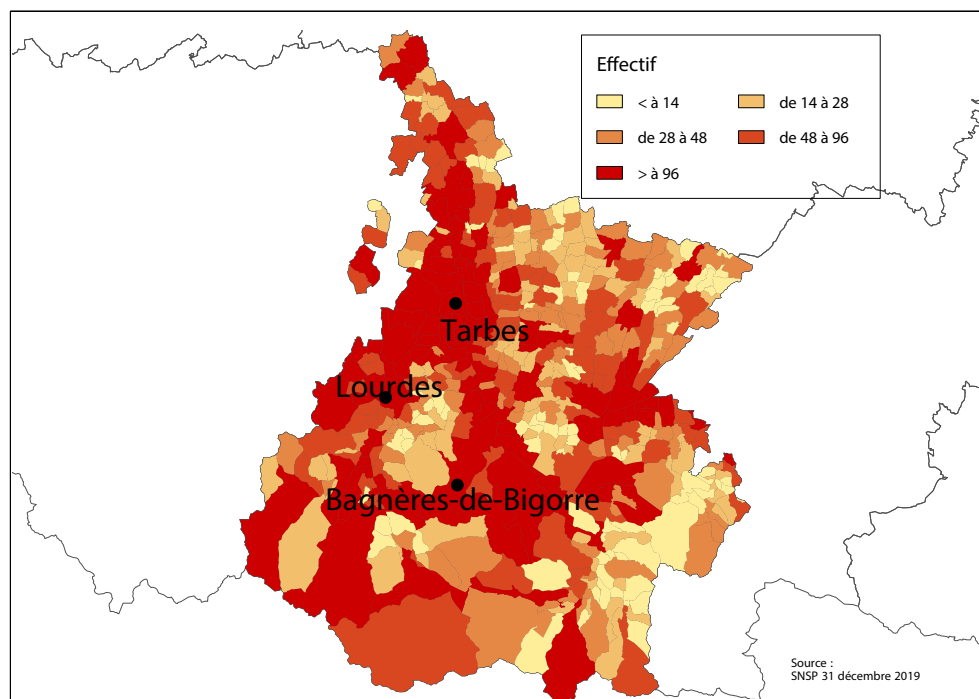 Effectif
< à 14
de 14 à 28
de 28 à 48
de 48 à 96
> à 96
Tarbes
Lourdes
Bagnères-de-Bigorre
Source :
SNSP 31 décembre 2019